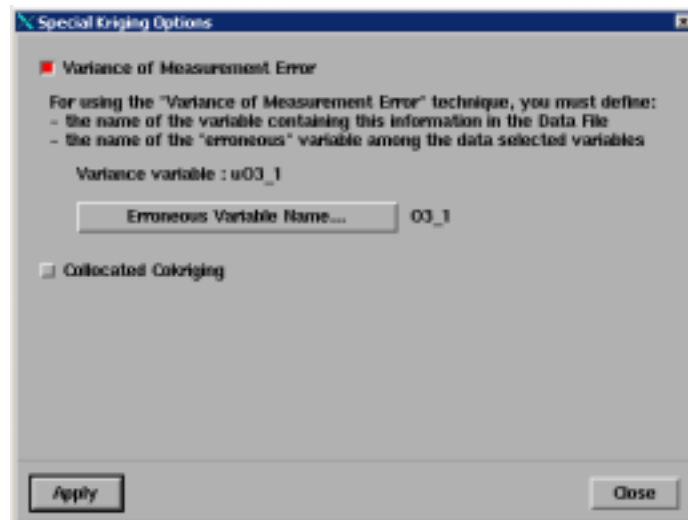 Special Kriging Options
Variance of Measurement Error
For using the "Variance of Measurement Error" technique, you must define:
- the name of the variable containing this information in the Data File
- the name of the "erroneous" variable among the data selected variables
Variance variable : uO3_1
Erroneous Variable Name... O3_1
Collocated Cokriging
Apply Close